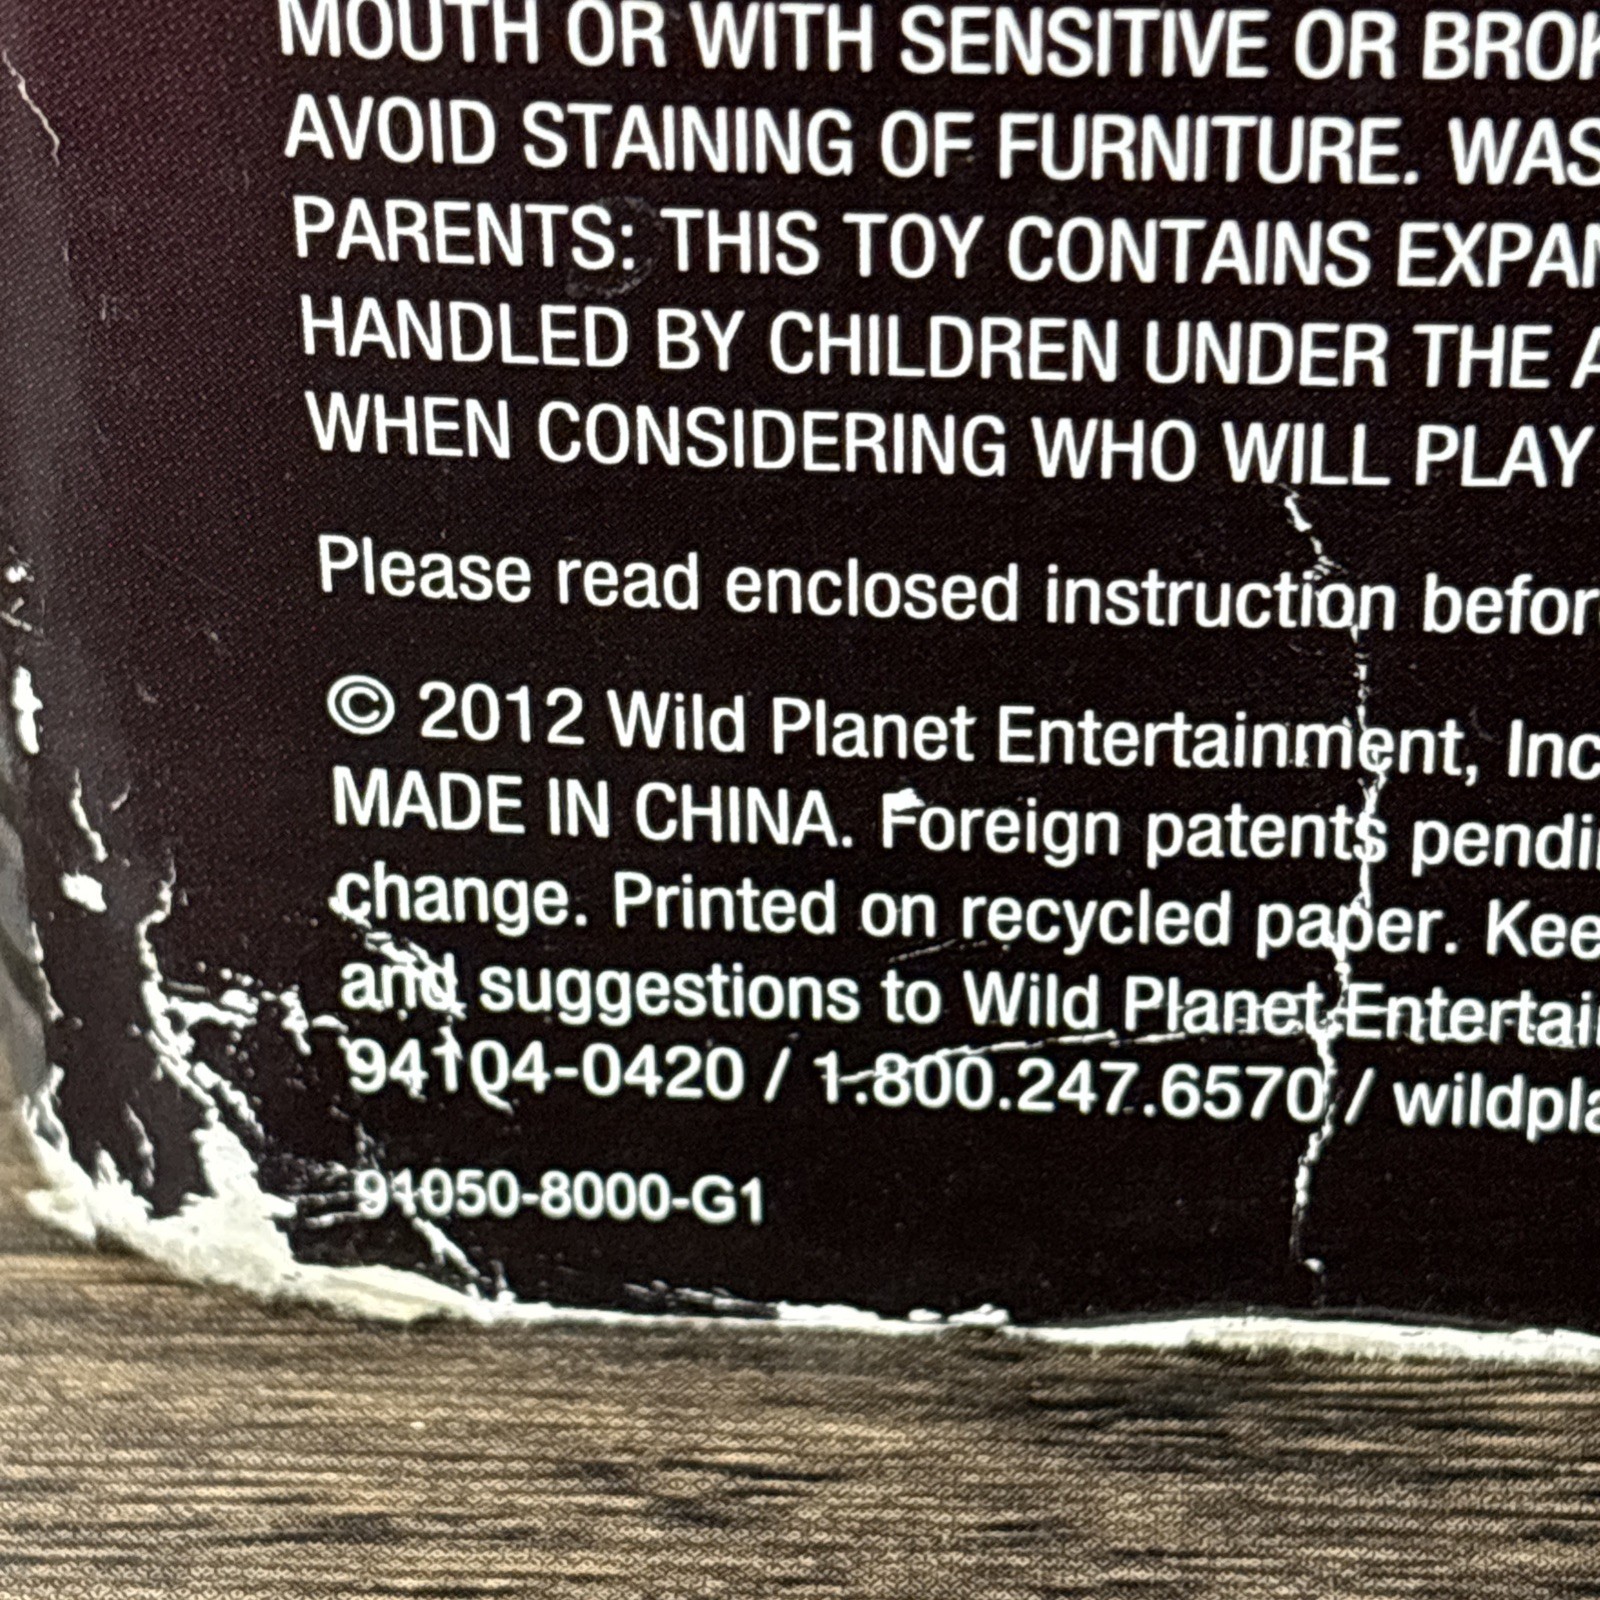 MOUTH OR WITH SENSITIVE OR BROK
AVOID STAINING OF FURNITURE. WAS
PARENTS: THIS TOY CONTAINS EXPAN
HANDLED BY CHILDREN UNDER THE A
WHEN CONSIDERING WHO WILL PLAY
Please read enclosed instruction before
© 2012 Wild Planet Entertainment, Inc
MADE IN CHINA. Foreign patents pendin
change. Printed on recycled paper. Kee
and suggestions to Wild Planet Entertain
94104-0420 / 1.800.247.6570 / wildpla
91050-8000-G1